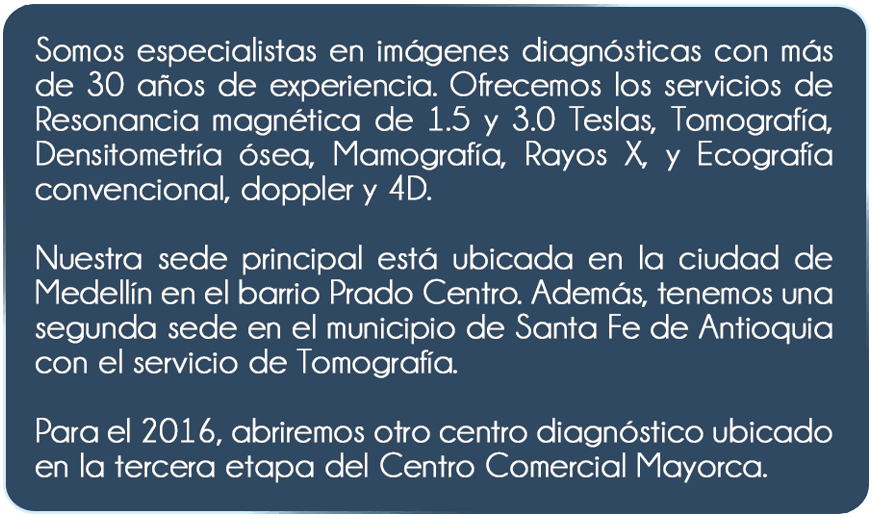 Somos especialistas en imágenes diagnósticas con más
de 30 años de experiencia. Ofrecemos los servicios de
Resonancia magnética de 1.5 y 3.0 Teslas, Tomografía,
Densitometría ósea, Mamografía, Rayos X, y Ecografía
convencional, doppler y 4D.
Nuestra sede principal está ubicada en la ciudad de
Medellín en el barrio Prado Centro. Además, tenemos una
segunda sede en el municipio de Santa Fe de Antioquia
con el servicio de Tomografía.
Para el 2016, abriremos otro centro diagnóstico ubicado
en la tercera etapa del Centro Comercial Mayorca.